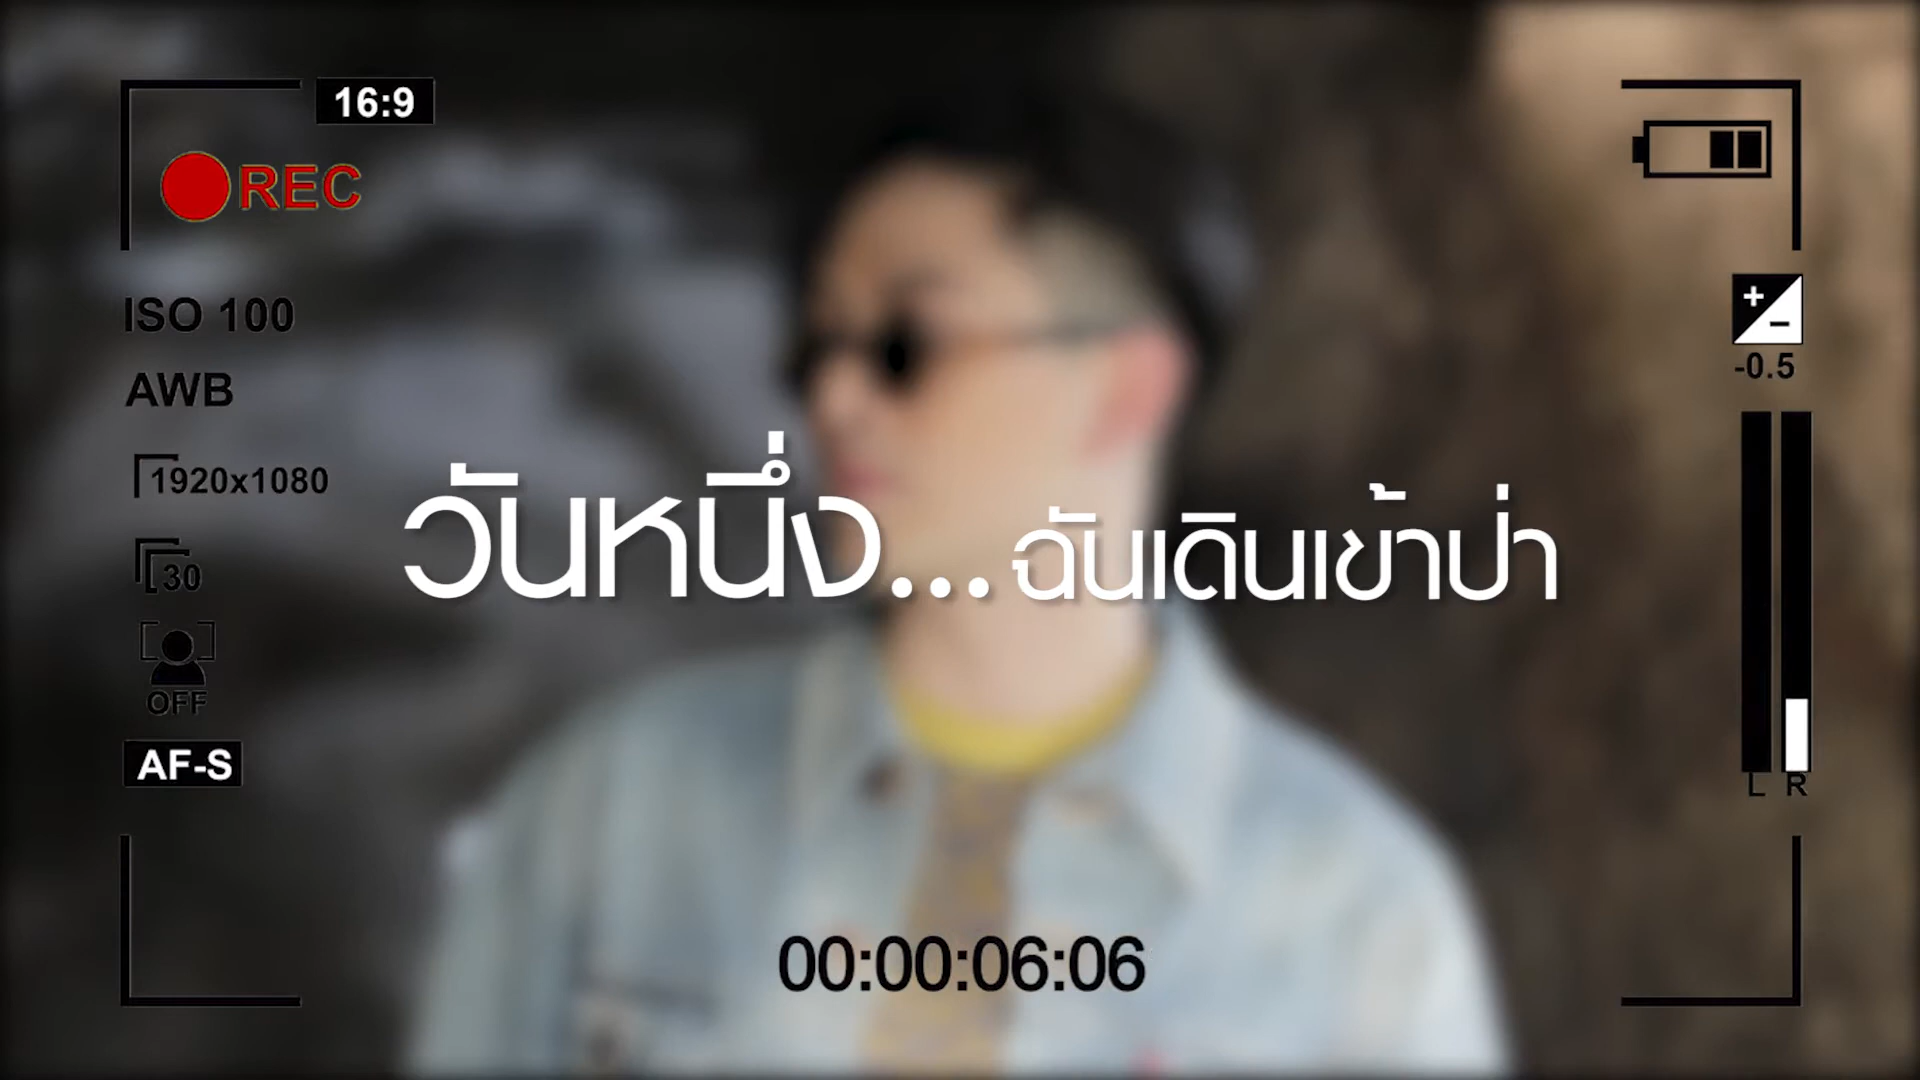 16:9
REC
ISO 100
AWB
1920x1080
30
OFF
AF-S
+
-
-0.5
L R
วันหนึ่ง... ฉันเดินเข้าป่า
00:00:06:06